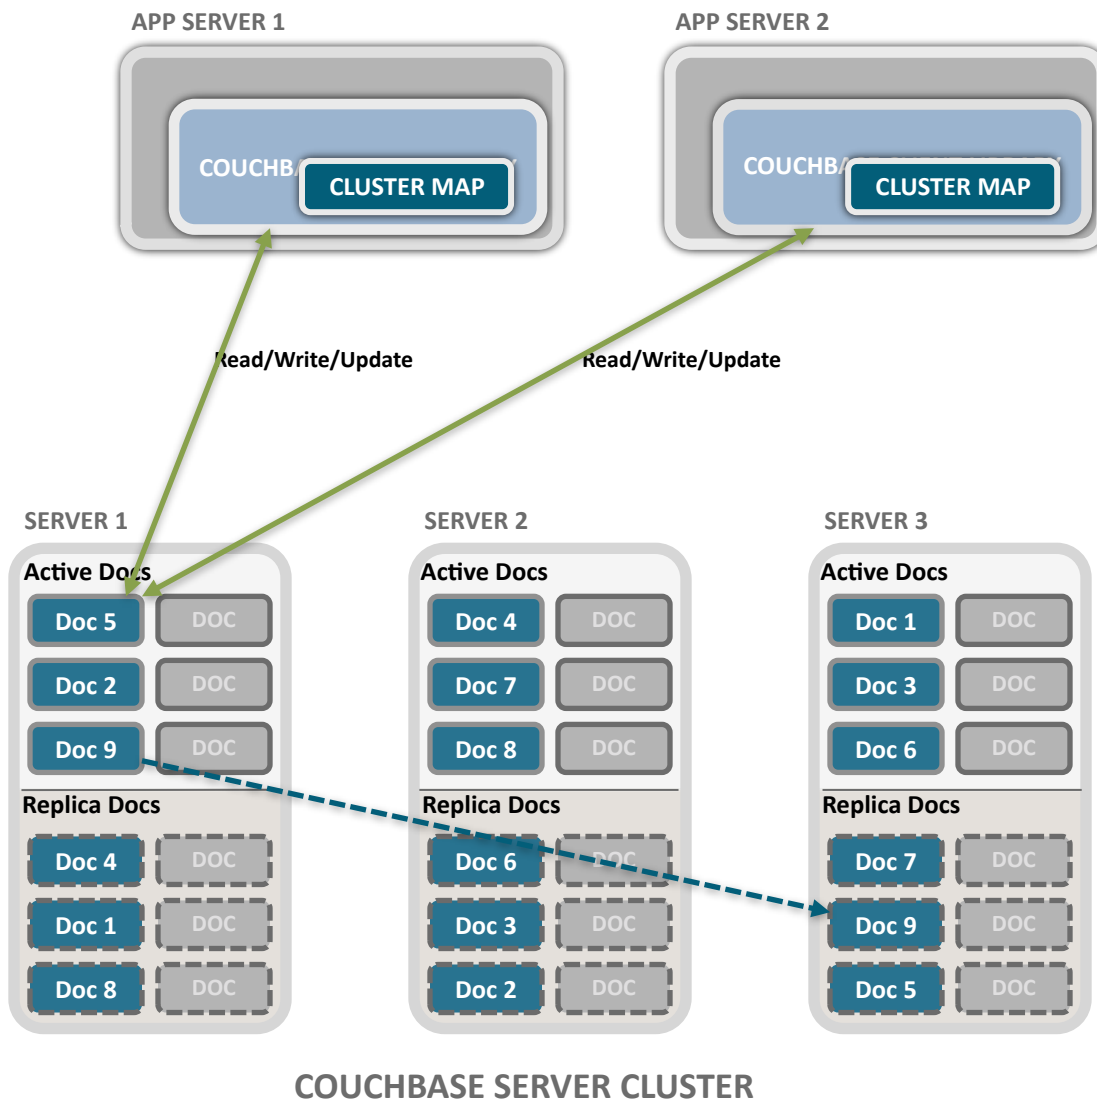 APP SERVER 1
APP SERVER 2
COUCHB
CLUSTER MAP
COUCHB
CLUSTER MAP
Read/Write/Update
Read/Write/Update
SERVER 1
SERVER 2
SERVER 3
Active Docs
Active Docs
Active Docs
Doc 5 DOC
Doc 4 DOC
Doc 1 DOC
Doc 2 DOC
Doc 7 DOC
Doc 3 DOC
Doc 9 DOC
Doc 8 DOC
Doc 6 DOC
Replica Docs
Replica Docs
Replica Docs
Doc 4 DOC
Doc 6 DOC
Doc 7 DOC
Doc 1 DOC
Doc 3 DOC
Doc 9 DOC
Doc 8 DOC
Doc 2 DOC
Doc 5 DOC
COUCHBASE SERVER CLUSTER